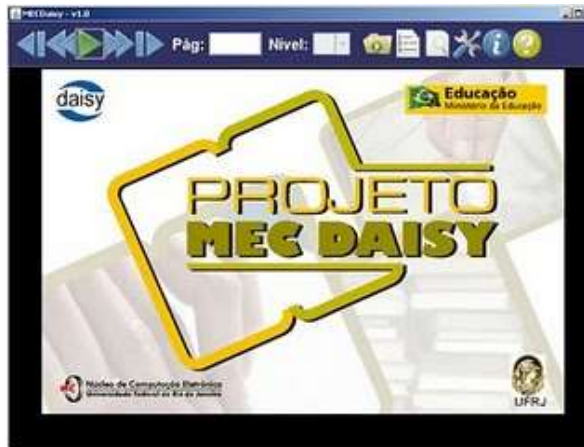 MECDaisy - v1.0
Pág:
Nivel:
daisy
Educação
Ministério da Educação
PROJETO
MEC DAISY
Núcleo de Computação Eletrônica
Universidade Federal do Rio de Janeiro
UFRJ